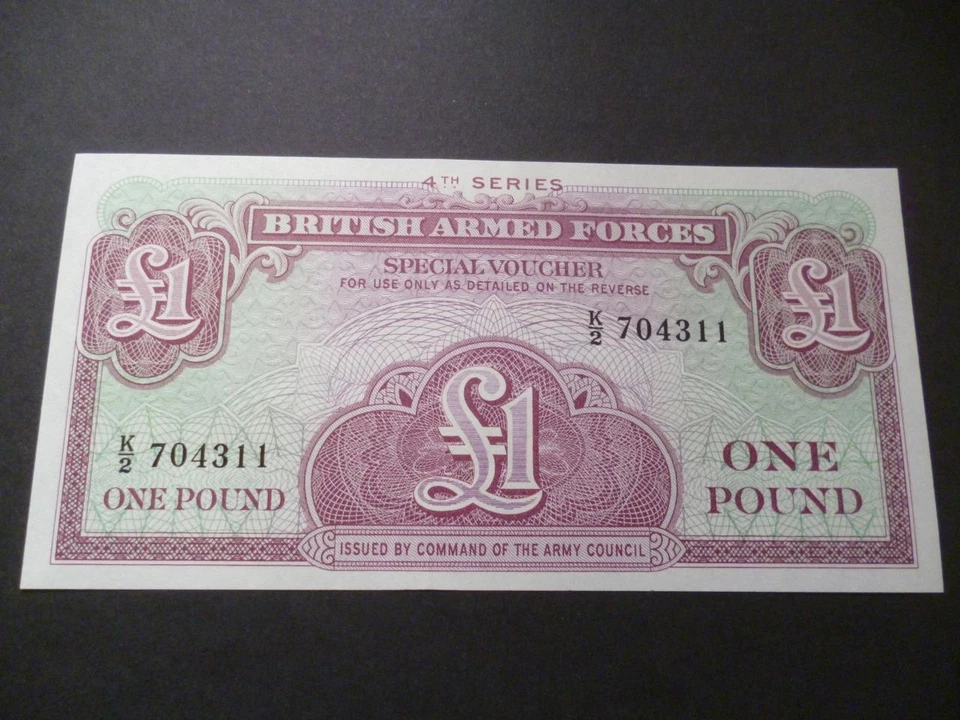 4TH SERIES
BRITISH ARMED FORCES
£1
£1
SPECIAL VOUCHER
FOR USE ONLY AS DETAILED ON THE REVERSE
K/2 704311
£1
K/2 704311
ONE POUND
ONE
POUND
ISSUED BY COMMAND OF THE ARMY COUNCIL